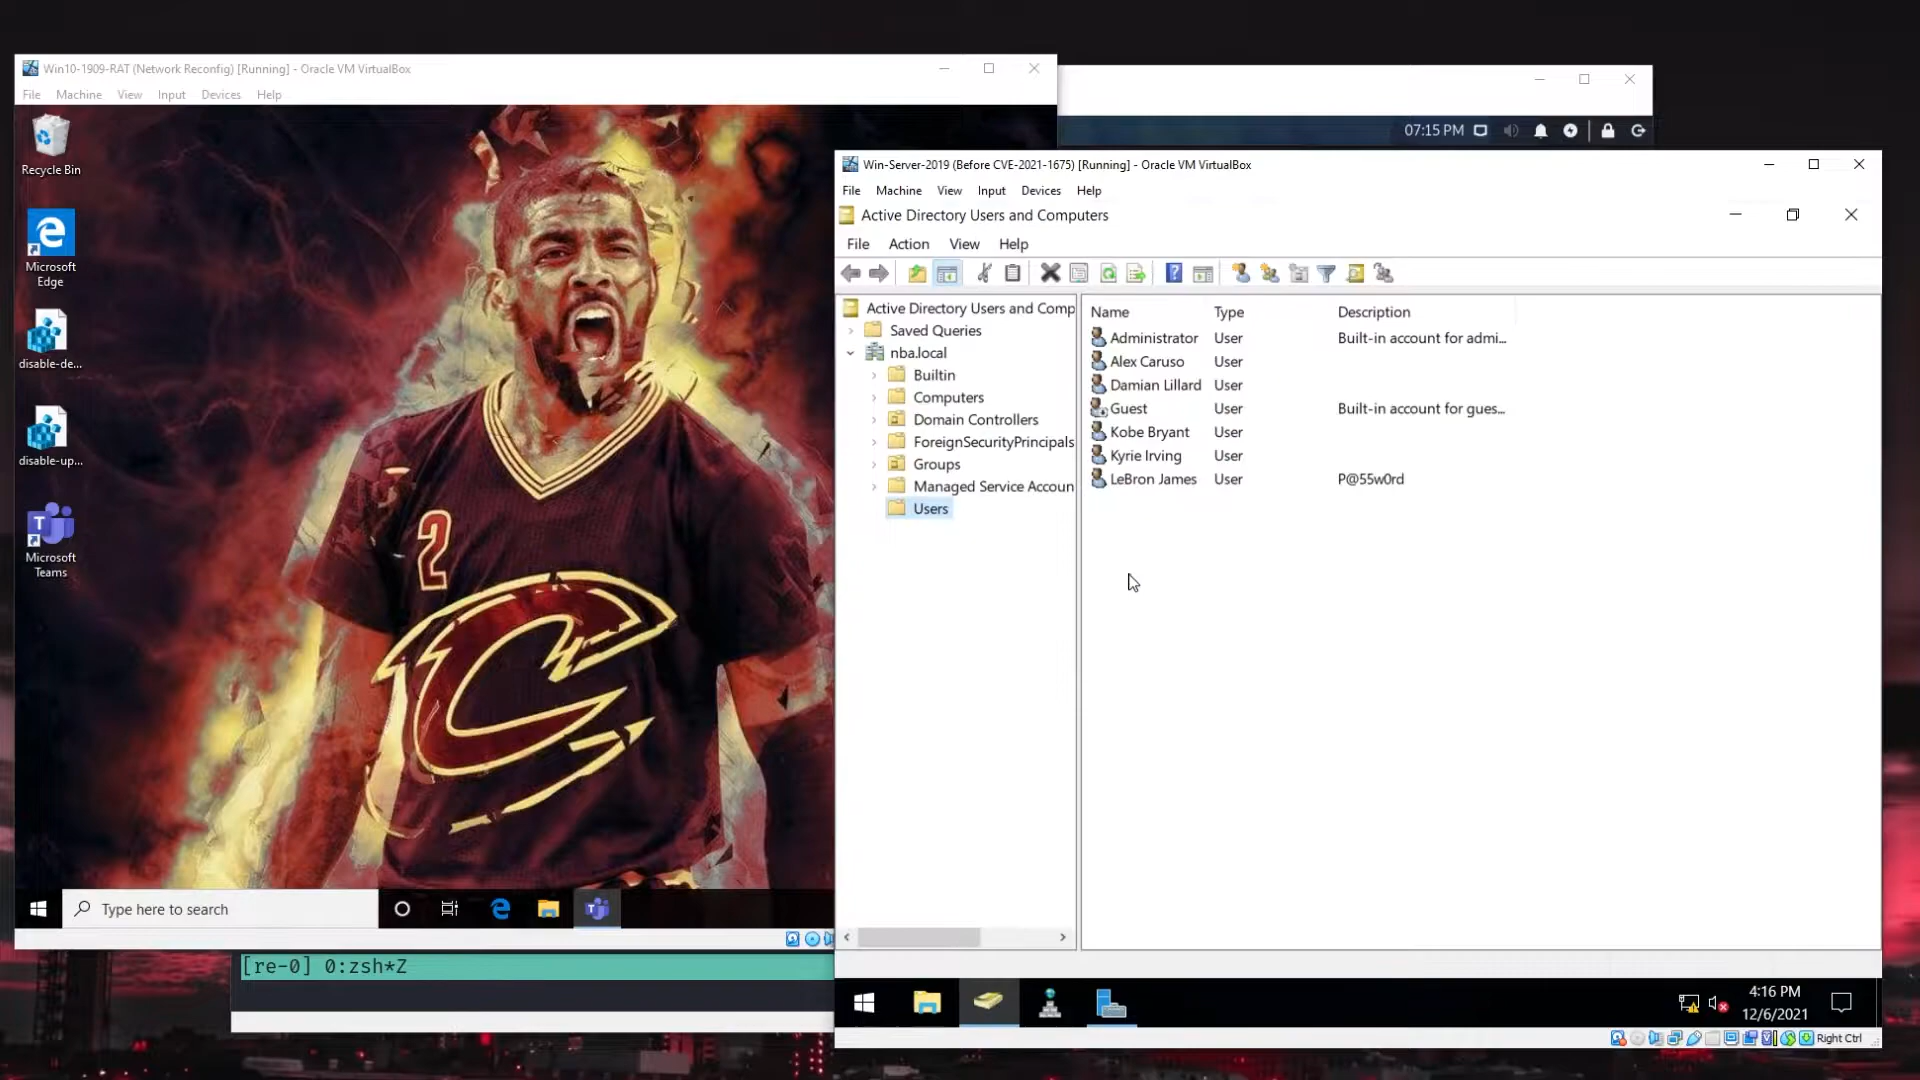 Win10-1909-RAT (Network Reconfig) [Running] - Oracle VM VirtualBox
File Machine View Input Devices Help
Recycle Bin
Microsoft
Edge
disable-de...
disable-up...
Microsoft
Teams
2
C
Type here to search
[re-0] 0:zsh*Z
07:15 PM
Win-Server-2019 (Before CVE-2021-1675) [Running] - Oracle VM VirtualBox
File Machine View Input Devices Help
Active Directory Users and Computers
File Action View Help
Active Directory Users and Comp
Saved Queries
nba.local
Builtin
Computers
Domain Controllers
ForeignSecurityPrincipals
Groups
Managed Service Accoun
Users
Name Type Description
Administrator User Built-in account for admi...
Alex Caruso User
Damian Lillard User
Guest User Built-in account for gues...
Kobe Bryant User
Kyrie Irving User
LeBron James User P@55w0rd
4:16 PM
12/6/2021
Right Ctrl